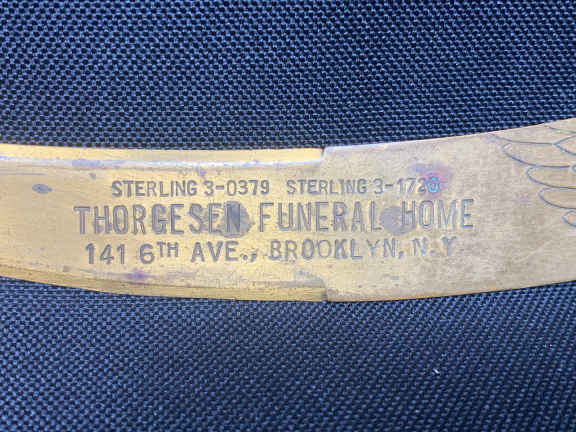 STERLING 3-0379 STERLING 3-1720
THORGESEN FUNERAL HOME
141 6TH AVE., BROOKLYN, N.Y.